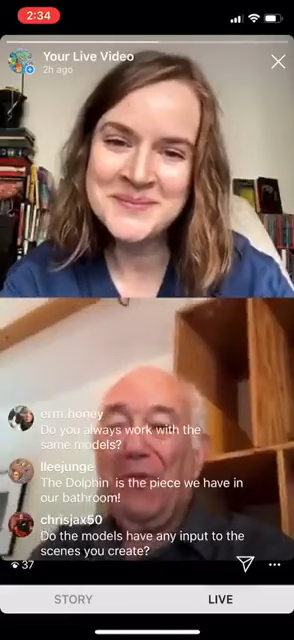 2:34
Your Live Video
2h ago
erm.honey
Do you always work with the
same models?
lleejunge
The Dolphin is the piece we have in
our bathroom!
chrisjax50
Do the models have any input to the
scenes you create?
37
STORY
LIVE